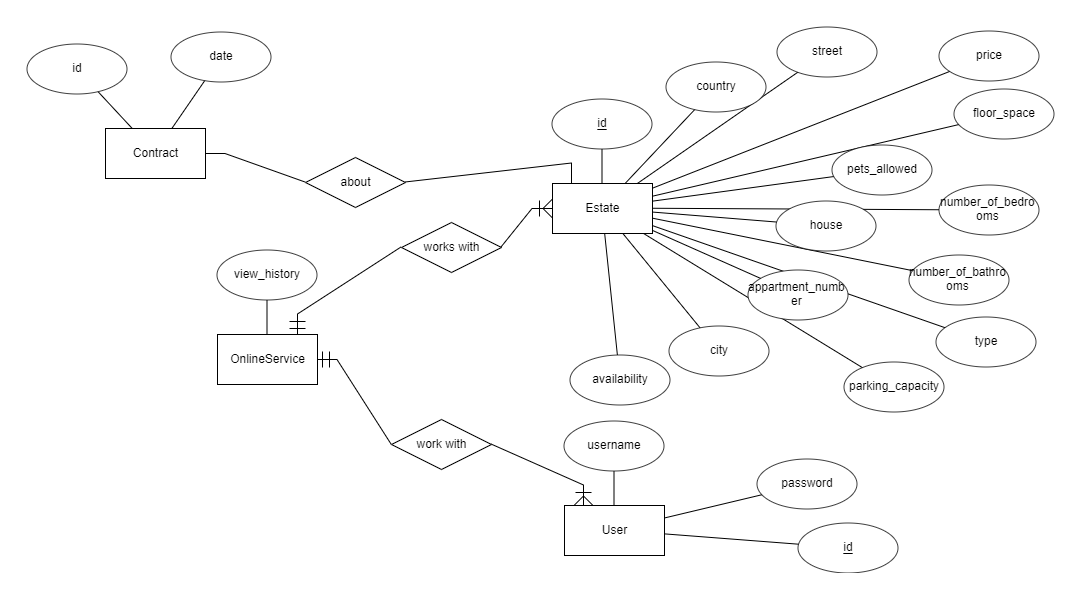 id
date
street
price
country
floor_space
id
Contract
pets_allowed
about
Estate
number_of_bedro
oms
house
works with
view_history
number_of_bathro
oms
appartment_numb
er
type
OnlineService
city
availability
parking_capacity
work with
username
password
User
id